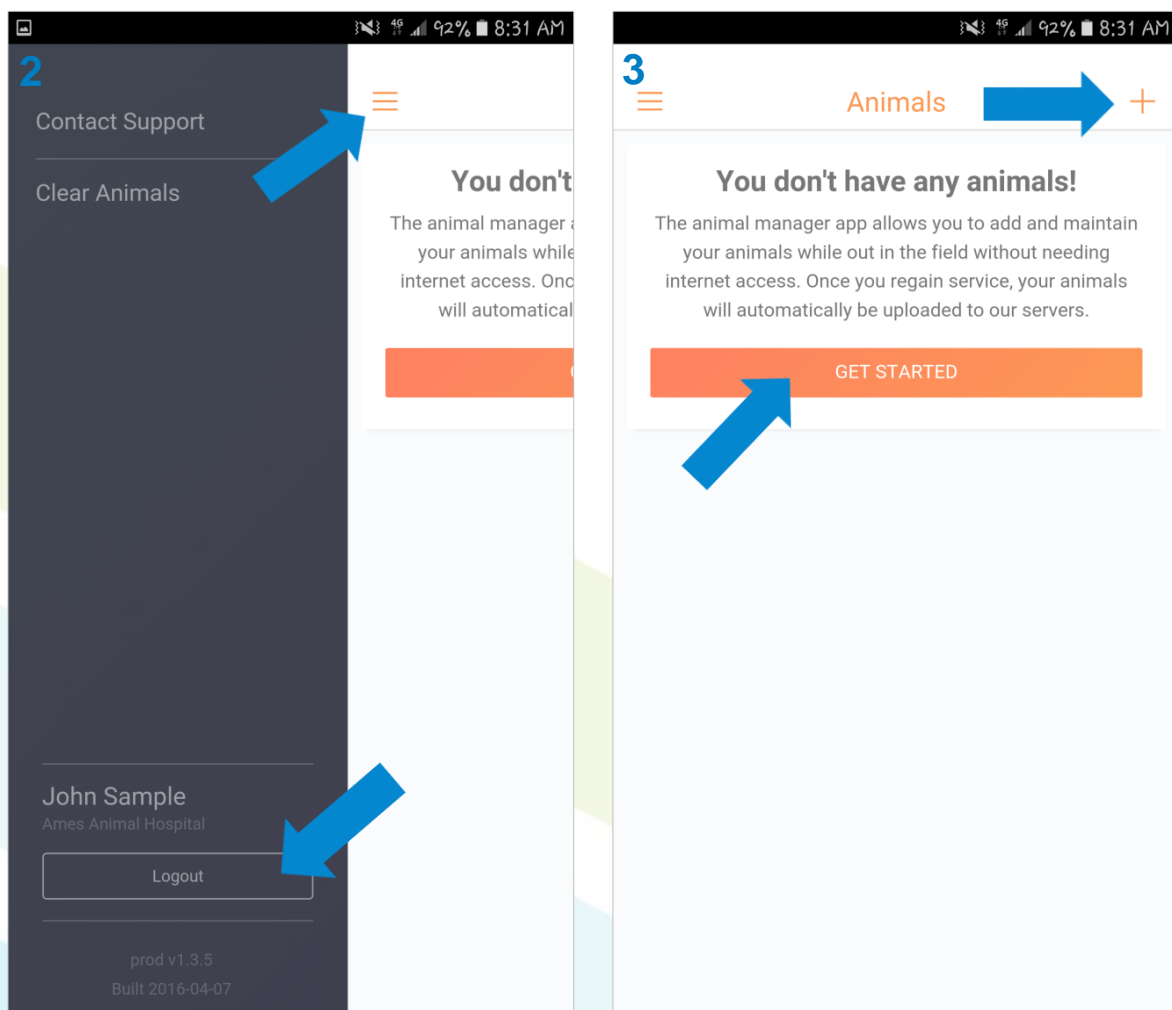 4G 92% 8:31 AM
2
Contact Support
Clear Animals
You don't
The animal manager
your animals while
internet access. Onc
will automatical
John Sample
Ames Animal Hospital
Logout
prod v1.3.5
Built 2016-04-07
4G 92% 8:31 AM
3
Animals
You don't have any animals!
The animal manager app allows you to add and maintain
your animals while out in the field without needing
internet access. Once you regain service, your animals
will automatically be uploaded to our servers.
GET STARTED